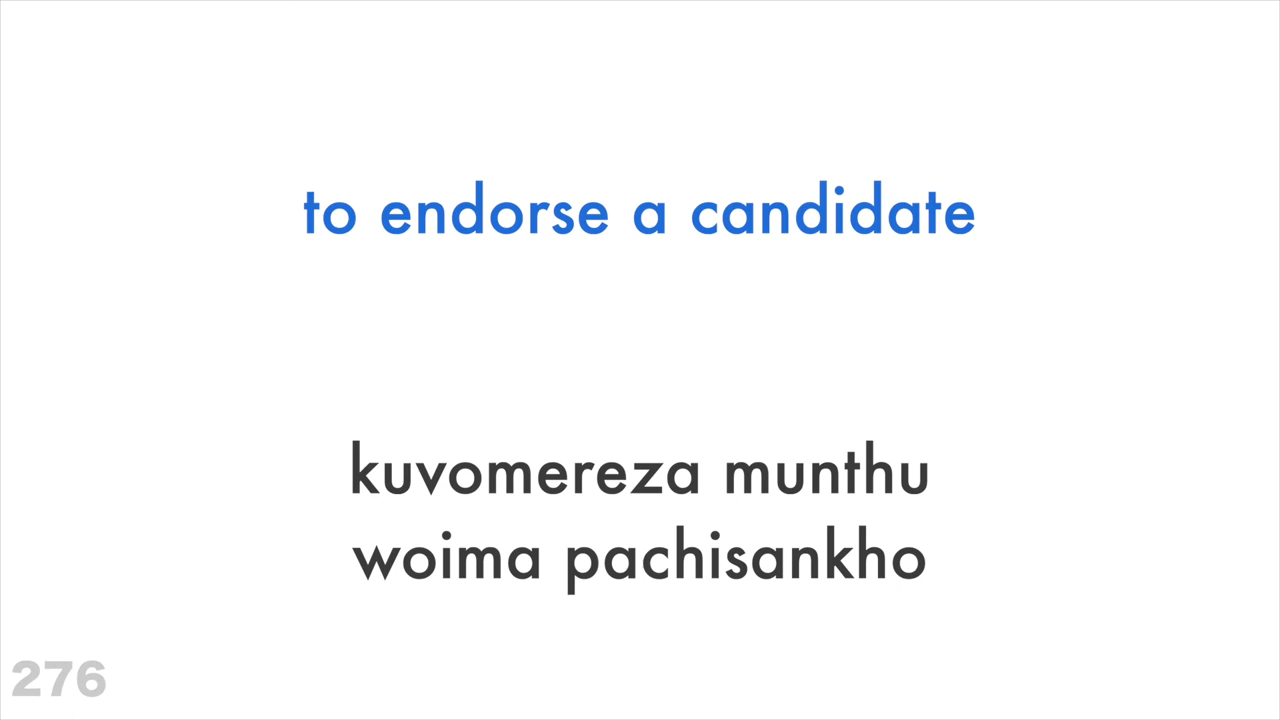 to endorse a candidate
kuvomereza munthu
woima pachisankho
276